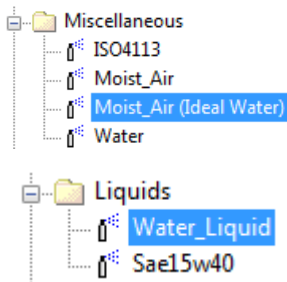 Miscellaneous
ISO4113
Moist_Air
Moist_Air (Ideal Water)
Water
Liquids
Water_Liquid
Sae15w40